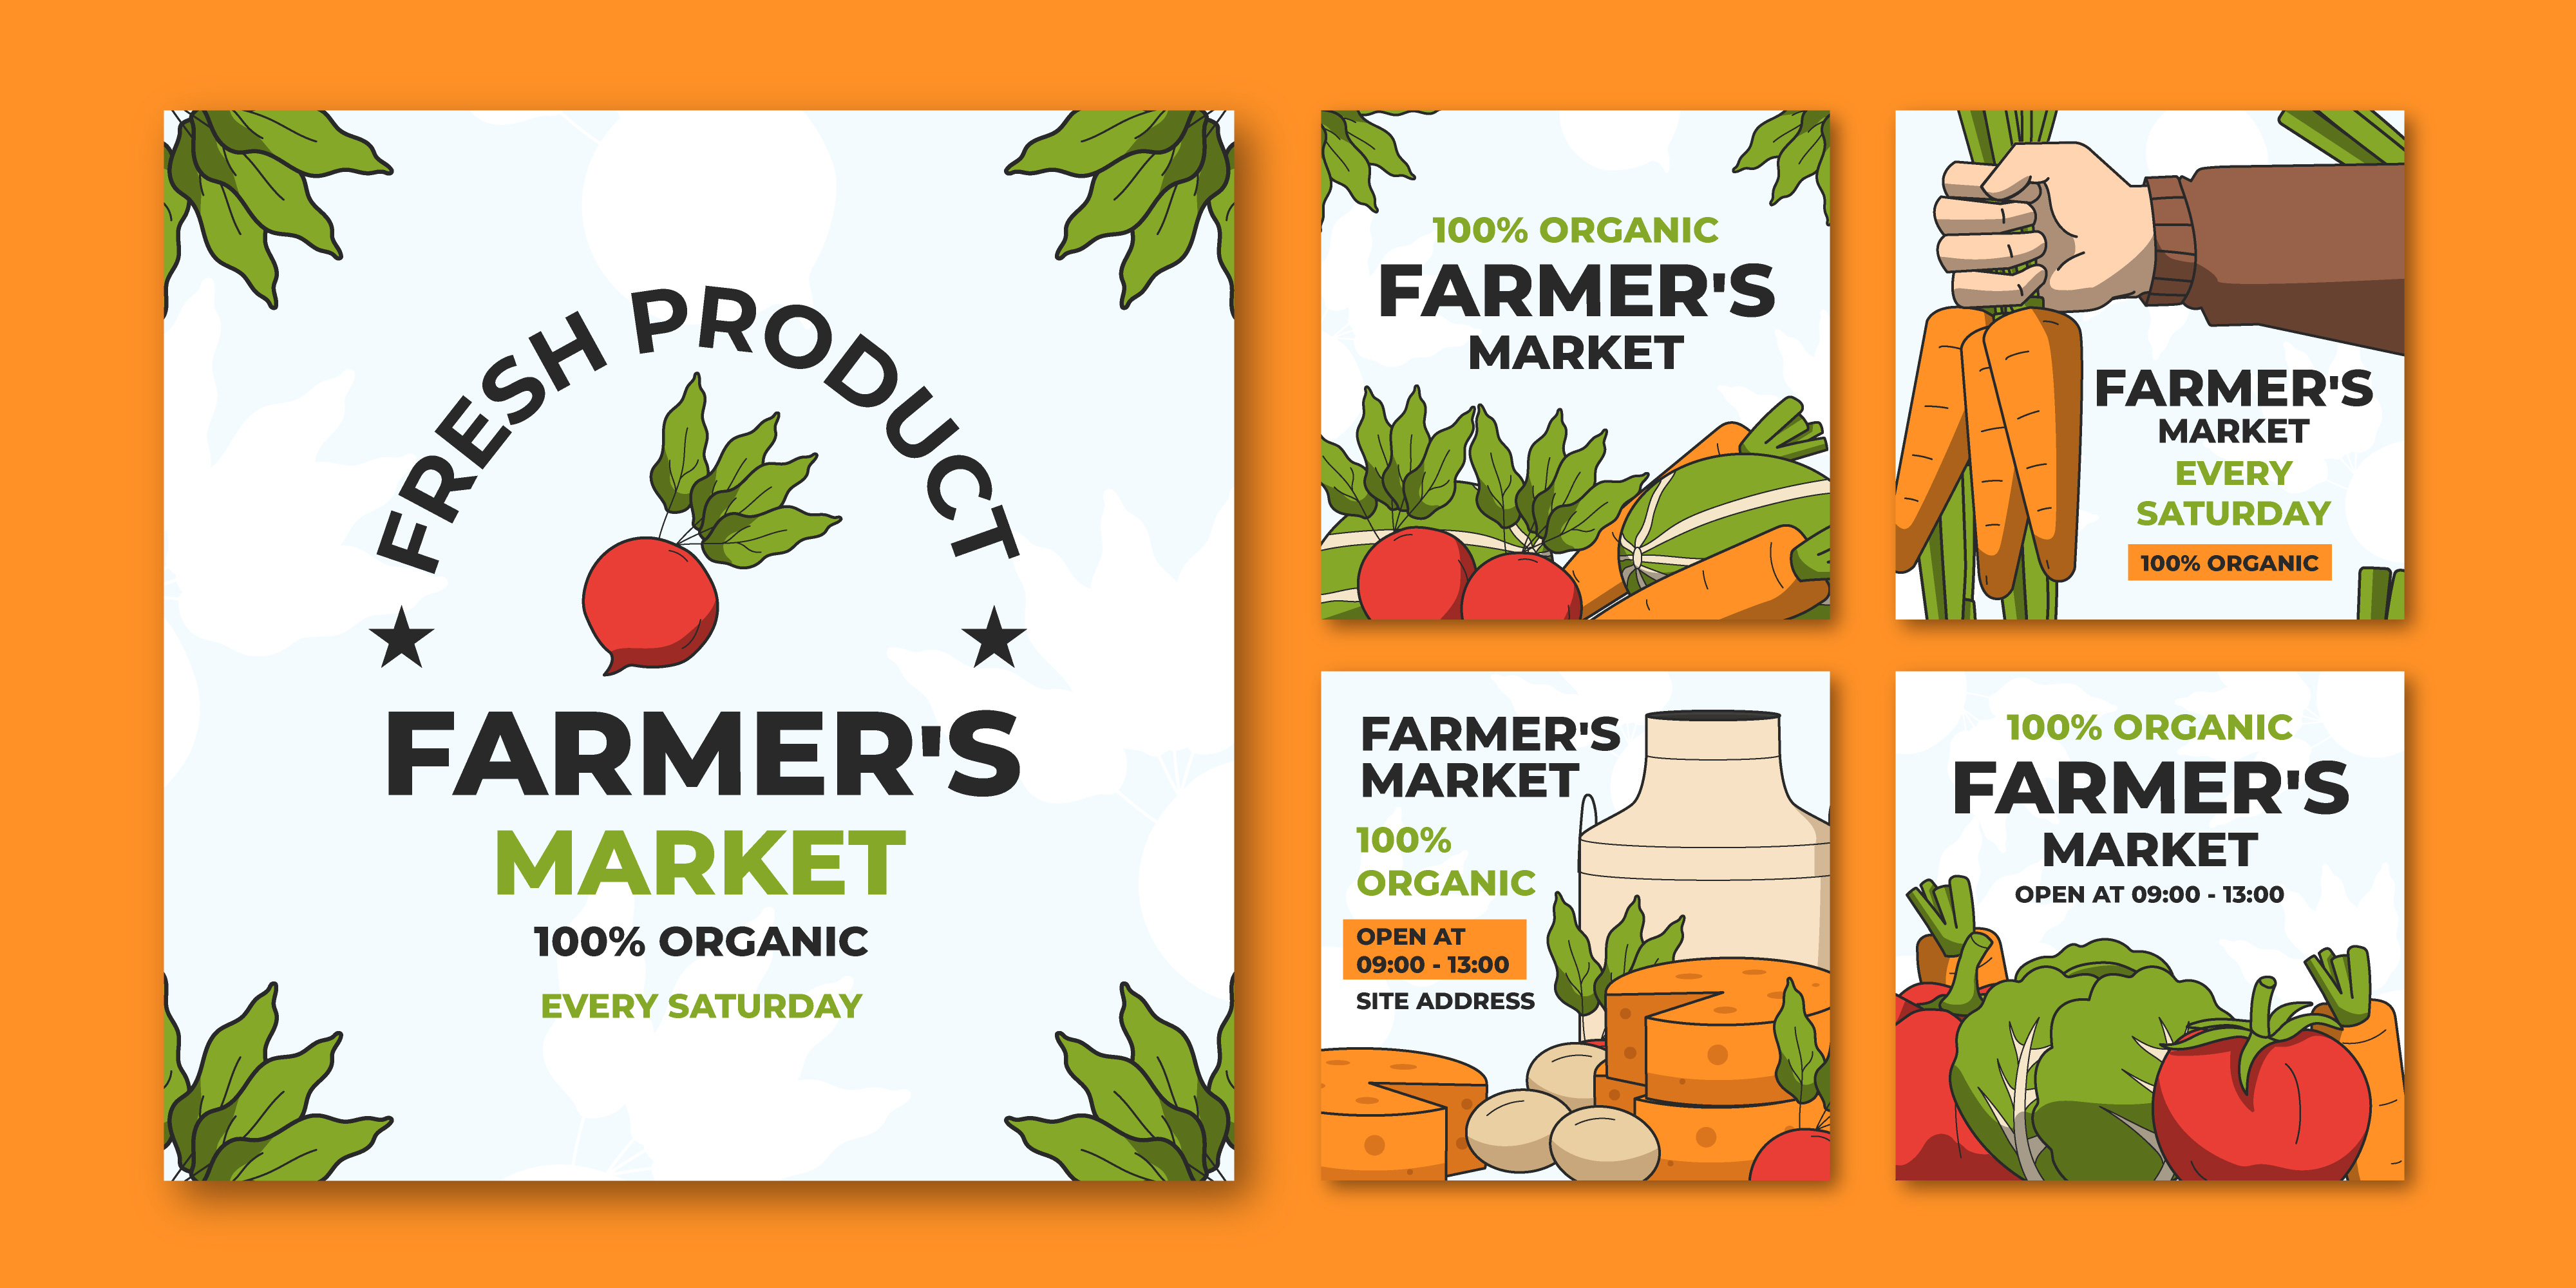 FRESH PRODUCT
FARMER'S
MARKET
100% ORGANIC
EVERY SATURDAY
100% ORGANIC
FARMER'S
MARKET
FARMER'S
MARKET
EVERY
SATURDAY
100% ORGANIC
FARMER'S
MARKET
100%
ORGANIC
OPEN AT
09:00 - 13:00
SITE ADDRESS
100% ORGANIC
FARMER'S
MARKET
OPEN AT 09:00 - 13:00